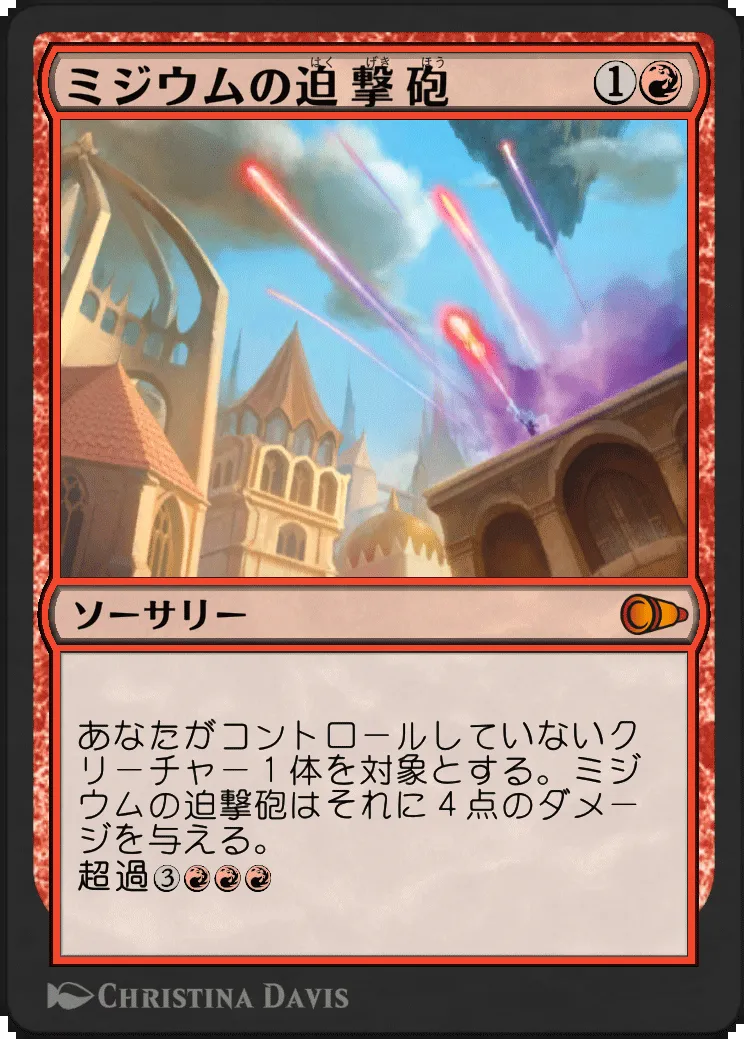 ミジウムの迫撃砲 1
はく げき ほう
ソーサリー
あなたがコントロールしていないク
リーチャー1体を対象とする。ミジ
ウムの迫撃砲はそれに4点のダメー
ジを与える。
超過3
CHRISTINA DAVIS